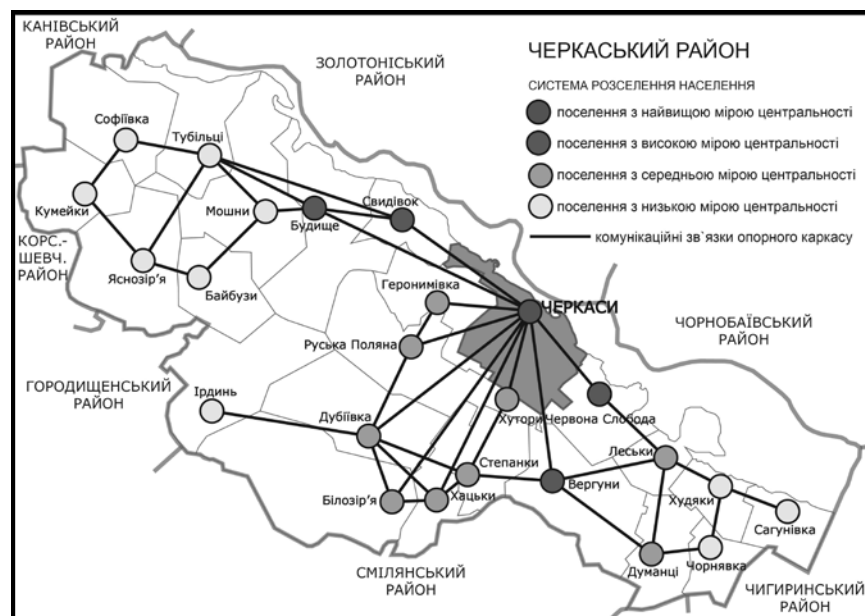 КАНІВСЬКИЙ
РАЙОН
ЗОЛОТОНІСЬКИЙ
РАЙОН
ЧЕРКАСЬКИЙ РАЙОН
СИСТЕМА РОЗСЕЛЕННЯ НАСЕЛЕННЯ
поселення з найвищою мірою центральності
поселення з високою мірою центральності
поселення з середньою мірою центральності
поселення з низькою мірою центральності
комунікаційні зв`язки опорного каркасу
Софіївка
Тубільці
Кумейки
Мошни
Свидівок
Будище
КОРС.-
ШЕВЧ.
РАЙОН
Яснозір'я
Байбузи
Геронимівка
ЧЕРКАСИ
ЧОРНОБАЇВСЬКИЙ
РАЙОН
Руська Поляна
ГОРОДИЩЕНСЬКИЙ
РАЙОН
Ірдинь
Дубіївка
Хутори
Червона Слобода
Леськи
Степанки
Білозір'я
Хацьки
Вергуни
Худяки
Сагунівка
Думанці
Чорнявка
СМІЛЯНСЬКИЙ
РАЙОН
ЧИГИРИНСЬКИЙ
РАЙОН